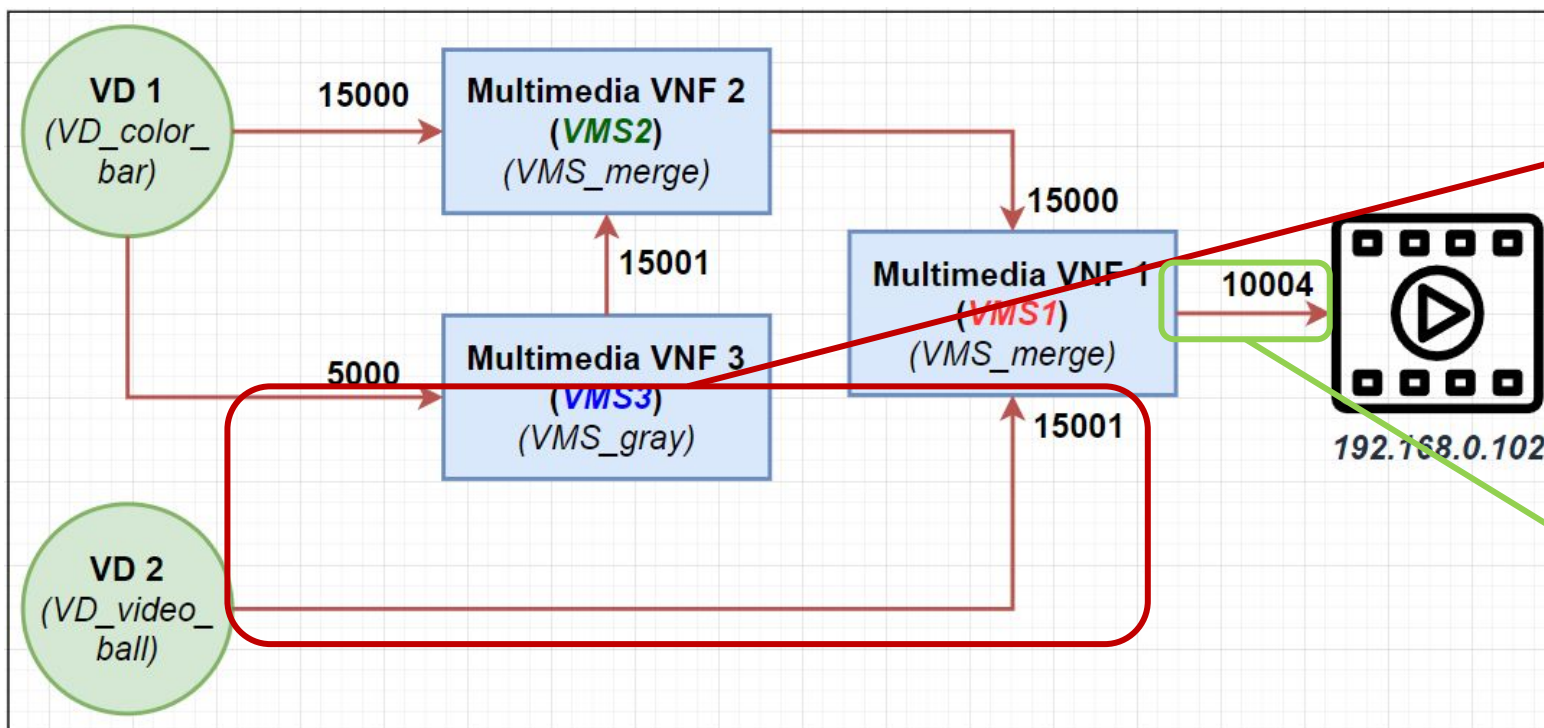 VD 1
(VD_color_
bar)
15000
Multimedia VNF 2
(VMS2)
(VMS_merge)
15000
15001
Multimedia VNF 1
(VMS1)
(VMS_merge)
10004
5000
Multimedia VNF 3
(VMS3)
(VMS_gray)
15001
192.168.0.102
VD 2
(VD_video_
ball)